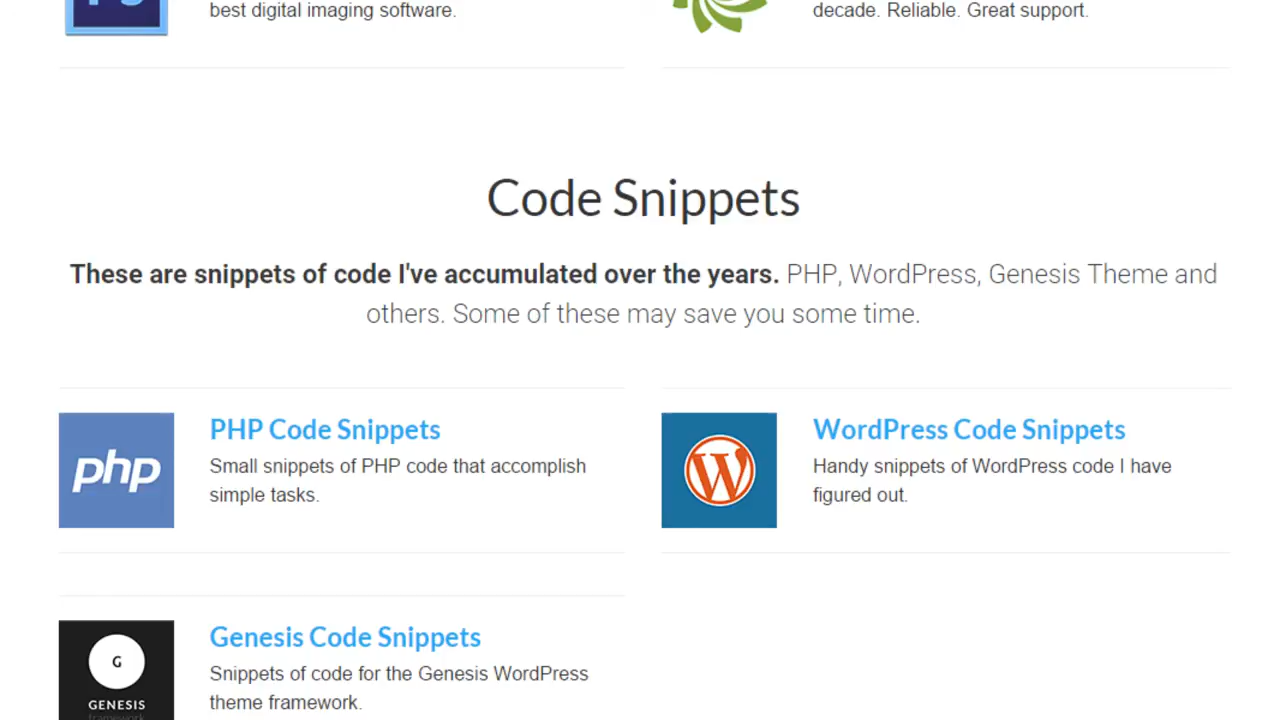 best digital imaging software.
decade. Reliable. Great support.
Code Snippets
These are snippets of code I've accumulated over the years. PHP, WordPress, Genesis Theme and
others. Some of these may save you some time.
php
PHP Code Snippets
Small snippets of PHP code that accomplish
simple tasks.
W
WordPress Code Snippets
Handy snippets of WordPress code I have
figured out.
G
GENESIS
framework
Genesis Code Snippets
Snippets of code for the Genesis WordPress
theme framework.